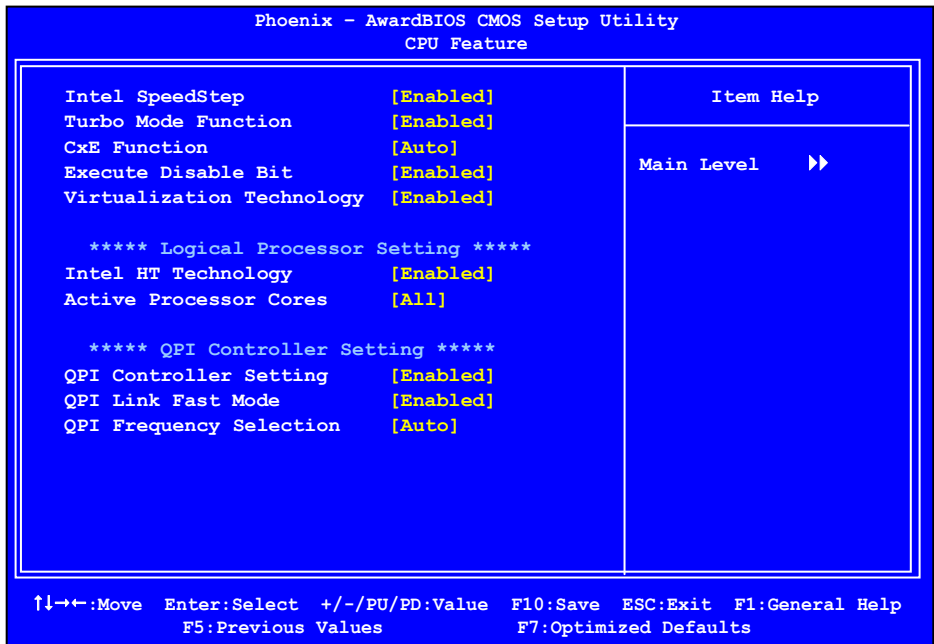 Phoenix – AwardBIOS CMOS Setup Utility
CPU Feature
Intel SpeedStep [Enabled]
Turbo Mode Function [Enabled]
CxE Function [Auto]
Execute Disable Bit [Enabled]
Virtualization Technology [Enabled]
***** Logical Processor Setting *****
Intel HT Technology [Enabled]
Active Processor Cores [All]
***** QPI Controller Setting *****
QPI Controller Setting [Enabled]
QPI Link Fast Mode [Enabled]
QPI Frequency Selection [Auto]
Item Help
Main Level
↑↓→←:Move Enter:Select +/-/PU/PD:Value F10:Save ESC:Exit F1:General Help
F5:Previous Values F7:Optimized Defaults